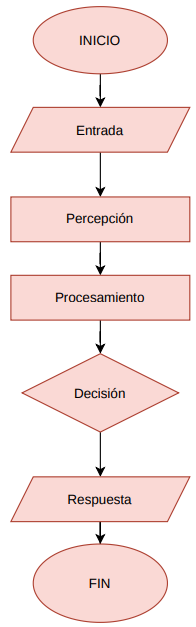 INICIO
Entrada
Percepción
Procesamiento
Decisión
Respuesta
FIN